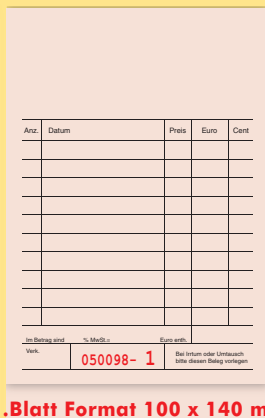 Anz. Datum Preis Euro Cent
Im Betrag sind % MwSt.= Euro enth.
Verk. 050098- 1 Bei Irrtum oder Umtausch
bitte diesen Beleg vorlegen
.Blatt Format 100 x 140 m